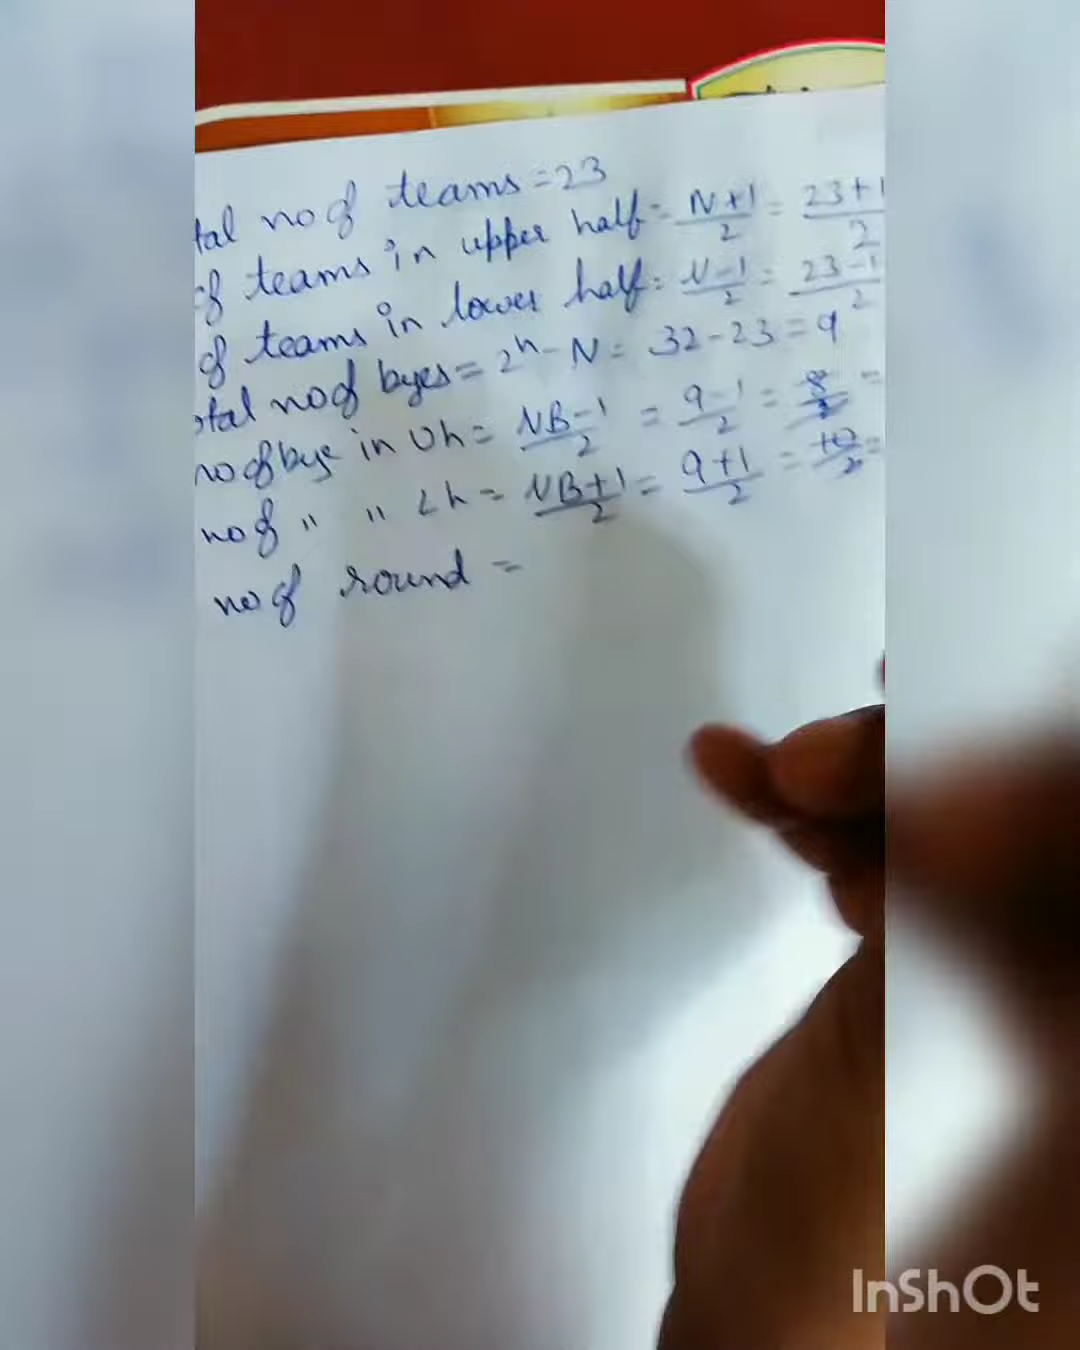 tal no of teams = 23
of teams in upper half = N+1/2 = 23+1/2
of teams in lower half = N-1/2 = 23-1/2
otal no of byes = 2ⁿ - N = 32 - 23 = 9
no of bye in Uh = NB-1/2 = 9-1/2 = 8/2 =
no of " " Lh = NB+1/2 = 9+1/2 = 10/2 =
no of round =
InShOt